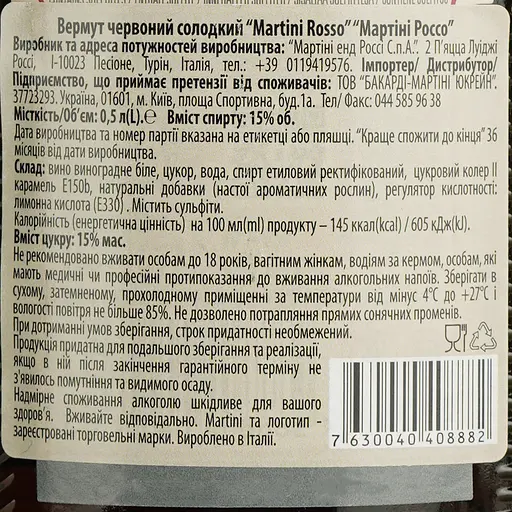 Вермут червоний солодкий “Martini Rosso” “Мартіні Россо”
Виробник та адреса потужностей виробництва: “Мартіні енд Россі С.п.А.”, 2 П’яцца Луіджі
Россі, І-10023 Песіоне, Турін, Італія, тел.: +39 0119419576. Імпортер/ Дистрибутор/
Підприємство, що приймає претензії від споживачів: ТОВ “БАКАРДІ-МАРТІНІ ЮКРЕЙН”.
37723293. Україна, 01601, м. Київ, площа Спортивна, буд.1а. Тел/ Факс: 044 585 96 38
Місткість/Об’єм: 0,5 л(L).℮ Вміст спирту: 15% об.
Дата виробництва та номер партії вказана на етикетці або пляшці. “Краще спожити до кінця” 36
місяців від дати виробництва.
Склад: вино виноградне біле, цукор, вода, спирт етиловий ректифікований, цукровий колер II
карамель E150b, натуральні добавки (настої ароматичних рослин), регулятор кислотності:
лимонна кислота (E330). Містить сульфіти.
Калорійність (енергетична цінність) на 100 мл(ml) продукту – 145 ккал(kcal) / 605 кДж(kJ).
Вміст цукру: 15% мас.
Не рекомендовано вживати особам до 18 років, вагітним жінкам, водіям за кермом, особам, які
мають медичні чи професійні протипоказання до вживання алкогольних напоїв. Зберігати в
сухому, затемненому, прохолодному приміщенні за температури від мінус 4°C до +27°C і
вологості повітря не більше 85%. Не дозволено потрапляння прямих сонячних променів.
При дотриманні умов зберігання, строк придатності необмежений.
Продукція придатна для подальшого зберігання та реалізації,
якщо в ній після закінчення гарантійного терміну не
з’явилось помутніння та видимого осаду.
Надмірне споживання алкоголю шкідливе для вашого
здоров’я. Вживайте відповідально. Martini та логотип -
зареєстровані торговельні марки. Вироблено в Італії.
7 630040 408882